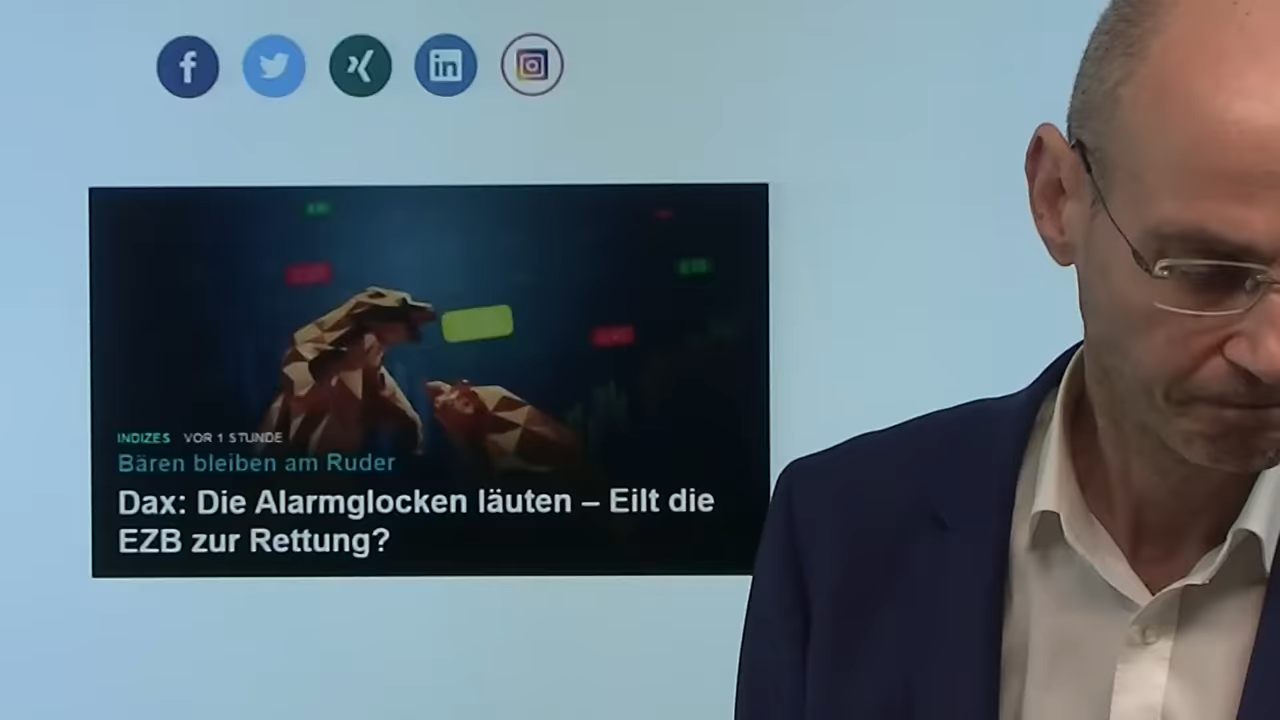 INDIZES VOR 1 STUNDE
Bären bleiben am Ruder
Dax: Die Alarmglocken läuten – Eilt die
EZB zur Rettung?